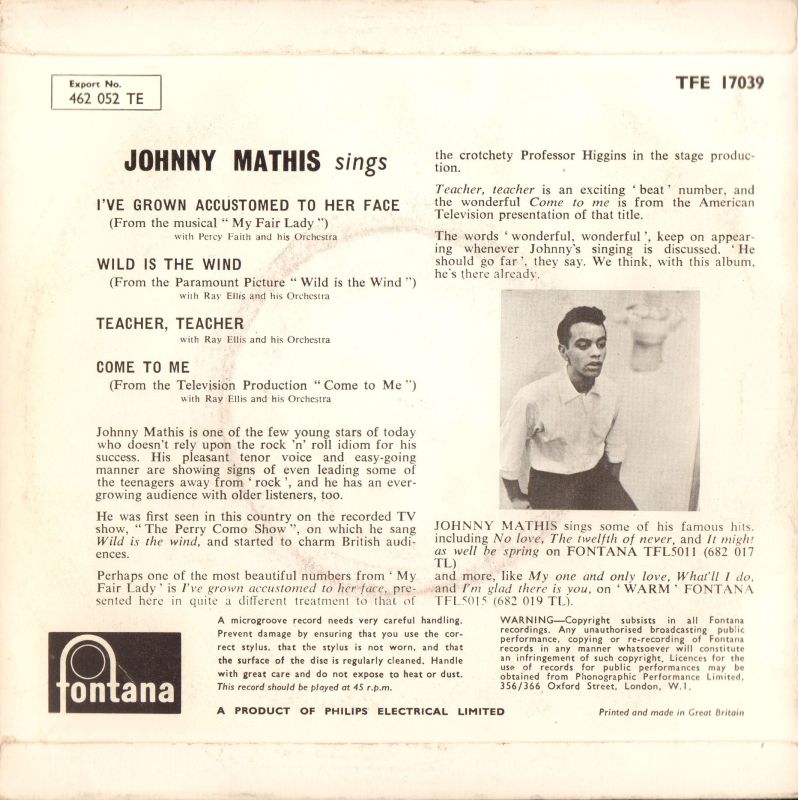 Export No.
462 052 TE
TFE 17039
JOHNNY MATHIS sings
I'VE GROWN ACCUSTOMED TO HER FACE
(From the musical “ My Fair Lady ”)
with Percy Faith and his Orchestra
WILD IS THE WIND
(From the Paramount Picture “ Wild is the Wind ”)
with Ray Ellis and his Orchestra
TEACHER, TEACHER
with Ray Ellis and his Orchestra
COME TO ME
(From the Television Production “ Come to Me ”)
with Ray Ellis and his Orchestra
Johnny Mathis is one of the few young stars of today
who doesn't rely upon the rock 'n' roll idiom for his
success. His pleasant tenor voice and easy-going
manner are showing signs of even leading some of
the teenagers away from ‘ rock ’, and he has an ever-
growing audience with older listeners, too.
He was first seen in this country on the recorded TV
show, “ The Perry Como Show ”, on which he sang
Wild is the wind, and started to charm British audi-
ences.
Perhaps one of the most beautiful numbers from ‘ My
Fair Lady ’ is I've grown accustomed to her face, pre-
sented here in quite a different treatment to that of
the crotchety Professor Higgins in the stage produc-
tion.
Teacher, teacher is an exciting ‘ beat ’ number, and
the wonderful Come to me is from the American
Television presentation of that title.
The words ‘ wonderful, wonderful ’, keep on appear-
ing whenever Johnny's singing is discussed. ‘ He
should go far ’, they say. We think, with this album,
he's there already.
JOHNNY MATHIS sings some of his famous hits,
including No love, The twelfth of never, and It might
as well be spring on FONTANA TFL5011 (682 017
TL)
and more, like My one and only love, What'll I do,
and I'm glad there is you, on ‘ WARM ’ FONTANA
TFL5015 (682 019 TL).
fontana
A microgroove record needs very careful handling.
Prevent damage by ensuring that you use the cor-
rect stylus, that the stylus is not worn, and that
the surface of the disc is regularly cleaned. Handle
with great care and do not expose to heat or dust.
This record should be played at 45 r.p.m.
A PRODUCT OF PHILIPS ELECTRICAL LIMITED
WARNING—Copyright subsists in all Fontana
recordings. Any unauthorised broadcasting public
performance, copying or re-recording of Fontana
records in any manner whatsoever will constitute
an infringement of such copyright. Licences for the
use of records for public performances may be
obtained from Phonographic Performance Limited,
356/366 Oxford Street, London, W.1.
Printed and made in Great Britain